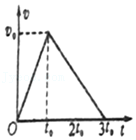 v
v₀
O t₀ 2t₀ 3t₀ t